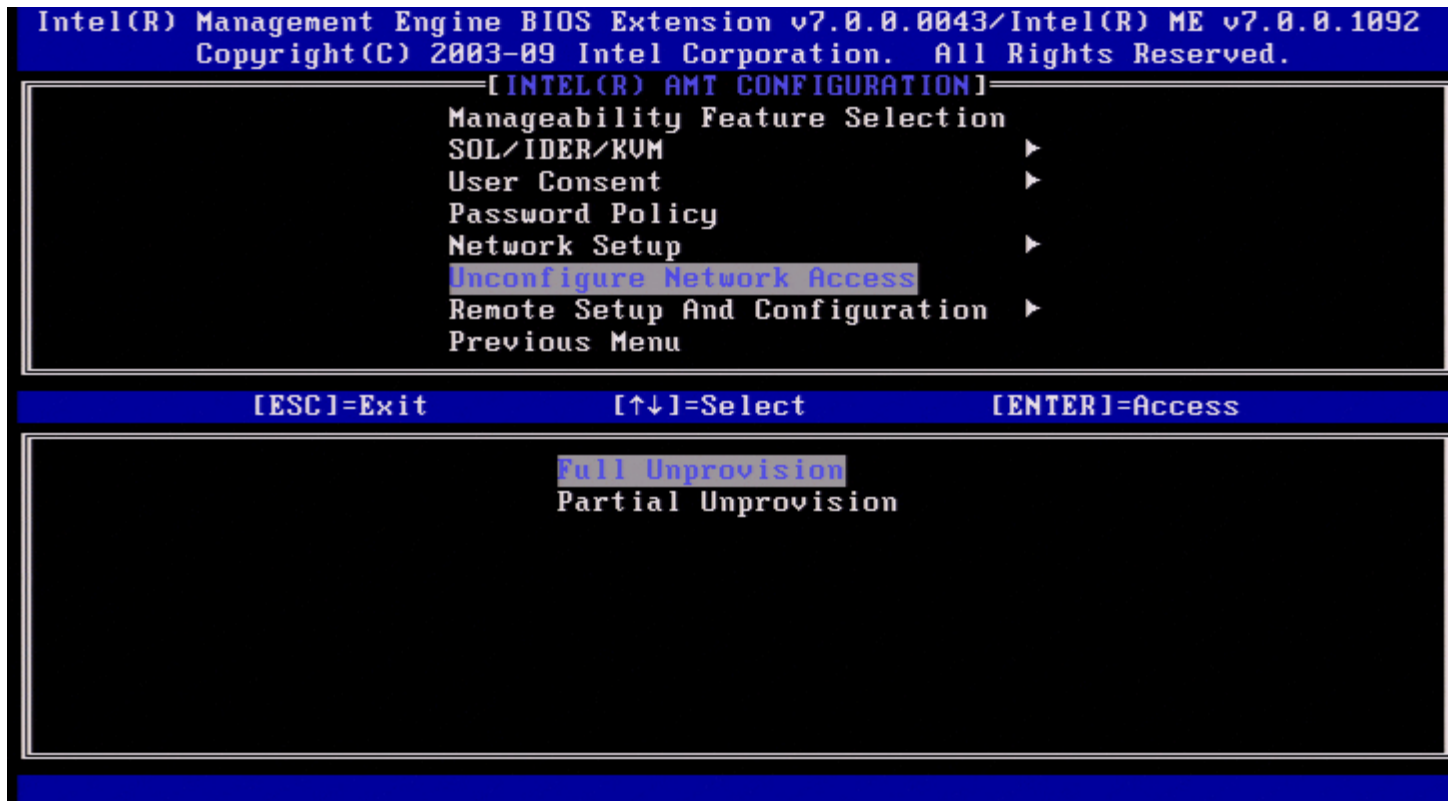 Intel(R) Management Engine BIOS Extension v7.0.0.0043/Intel(R) ME v7.0.0.1092
Copyright(C) 2003-09 Intel Corporation.  All Rights Reserved.
[INTEL(R) AMT CONFIGURATION]
Manageability Feature Selection
SOL/IDER/KVM ►
User Consent ►
Password Policy
Network Setup ►
Unconfigure Network Access
Remote Setup And Configuration ►
Previous Menu
[ESC]=Exit [↑↓]=Select [ENTER]=Access
Full Unprovision
Partial Unprovision